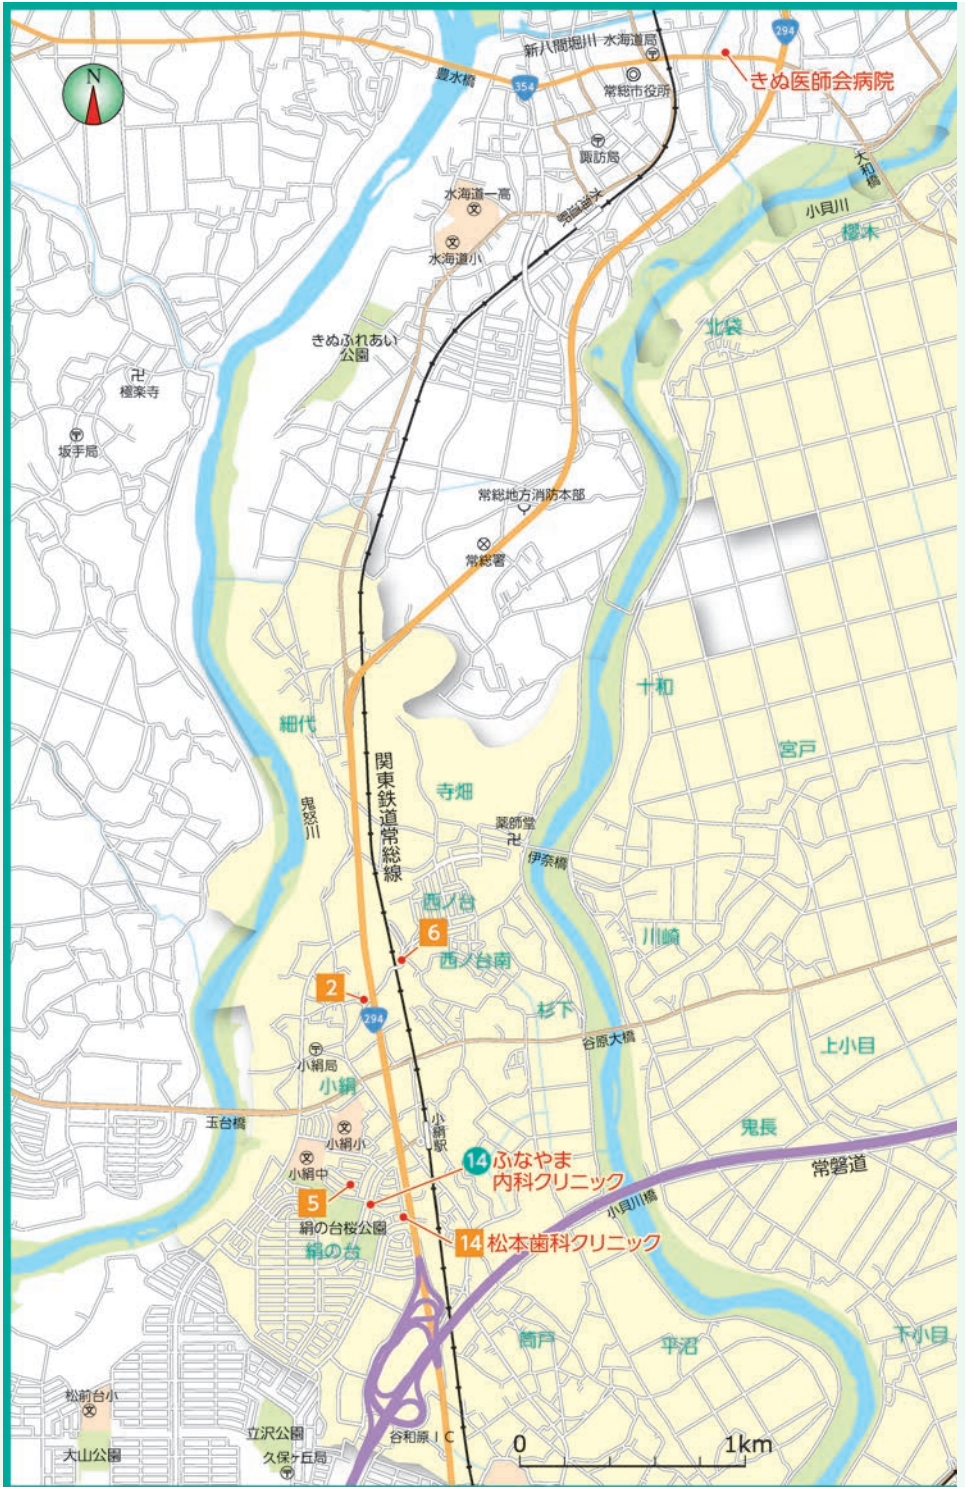 294
新八間堀川
水海道局
豊水橋
354
常総市役所
きぬ医師会病院
N
諏訪局
大和橋
水海道一高
水海道駅
小貝川
樛木
水海道小
北袋
きぬふれあい
公園
極楽寺
坂手局
常総地方消防本部
常総署
十和
細代
宮戸
関東鉄道常総線
寺畑
鬼怒川
薬師堂
伊奈橋
西ノ台
6
川崎
西ノ台南
2
杉下
294
谷原大橋
上小目
小絹局
小絹
玉台橋
小絹駅
鬼長
小絹小
小絹中
14 ふなやま
内科クリニック
常磐道
5
小貝川橋
絹の台桜公園
14 松本歯科クリニック
絹の台
筒戸
平沼
下小目
松前台小
立沢公園
谷和原IC
0
1km
大山公園
久保ヶ丘局